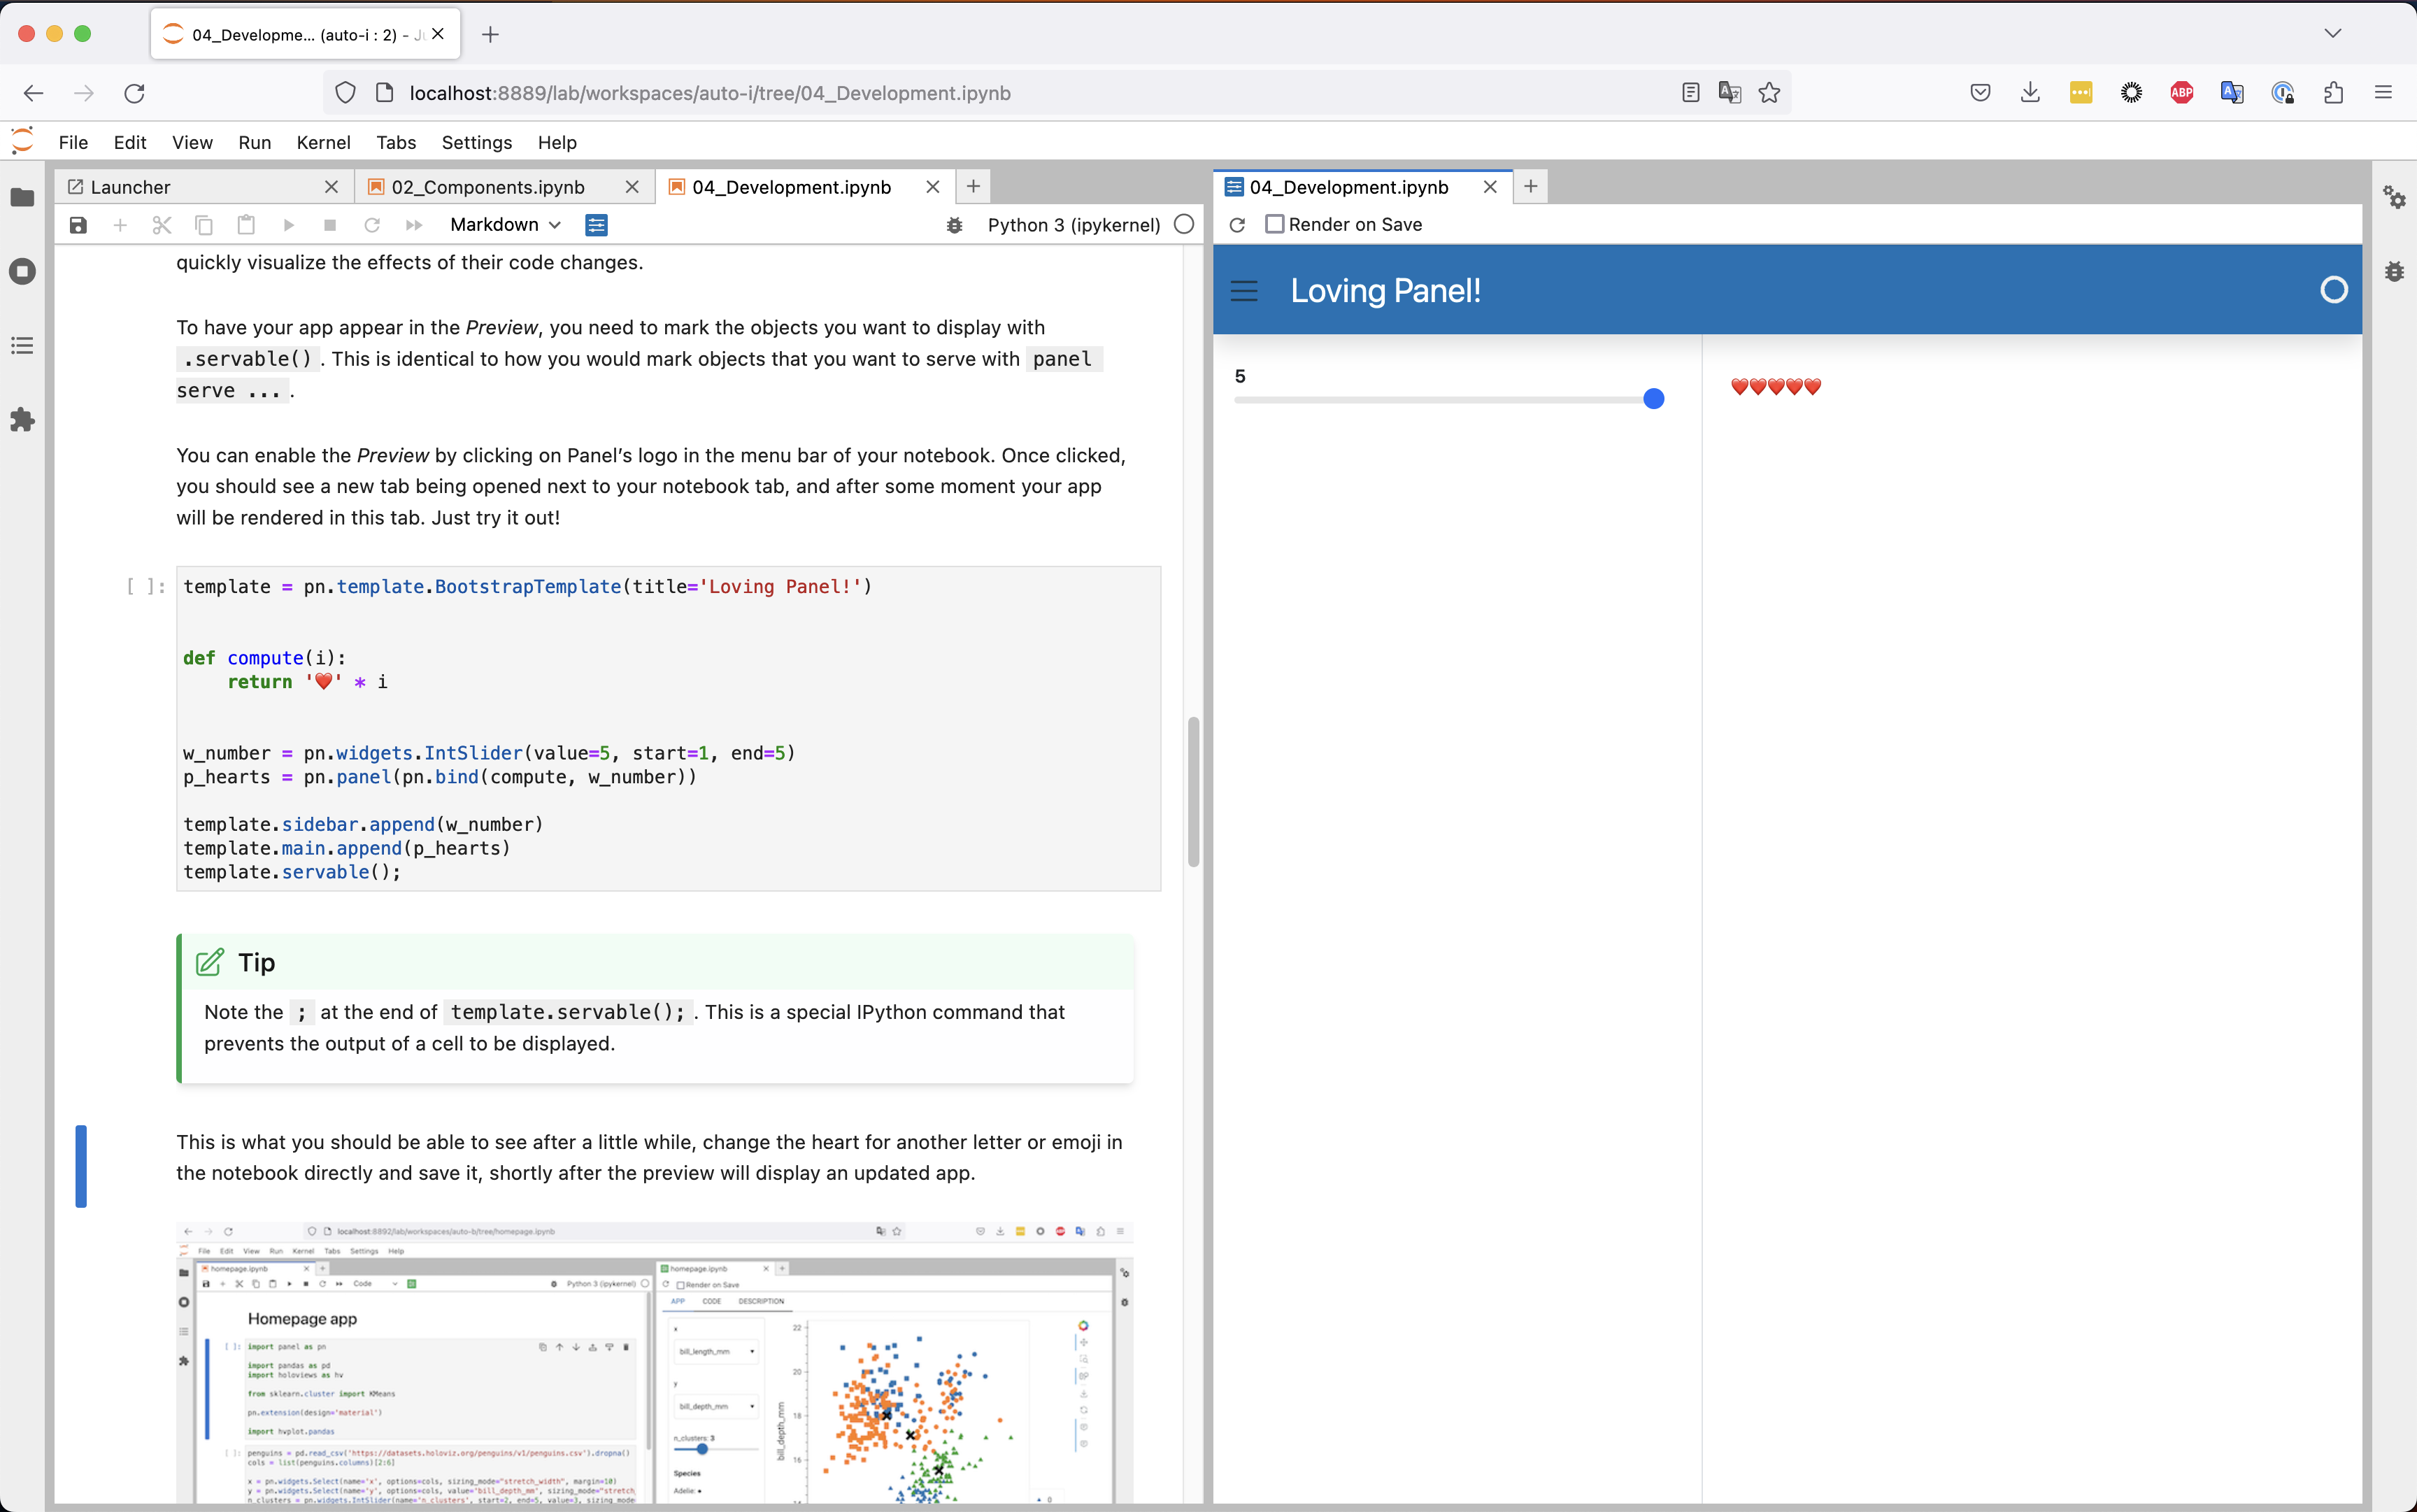 04_Developme... (auto-i : 2) - Ju
localhost:8889/lab/workspaces/auto-i/tree/04_Development.ipynb
ABP
File Edit View Run Kernel Tabs Settings Help
Launcher
02_Components.ipynb
04_Development.ipynb
Markdown
Python 3 (ipykernel)
quickly visualize the effects of their code changes.
To have your app appear in the Preview, you need to mark the objects you want to display with
.servable() . This is identical to how you would mark objects that you want to serve with panel
serve ... .
You can enable the Preview by clicking on Panel’s logo in the menu bar of your notebook. Once clicked,
you should see a new tab being opened next to your notebook tab, and after some moment your app
will be rendered in this tab. Just try it out!
[ ]:
template = pn.template.BootstrapTemplate(title='Loving Panel!')
def compute(i):
    return '❤️' * i
w_number = pn.widgets.IntSlider(value=5, start=1, end=5)
p_hearts = pn.panel(pn.bind(compute, w_number))
template.sidebar.append(w_number)
template.main.append(p_hearts)
template.servable();
Tip
Note the ; at the end of template.servable(); . This is a special IPython command that
prevents the output of a cell to be displayed.
This is what you should be able to see after a little while, change the heart for another letter or emoji in
the notebook directly and save it, shortly after the preview will display an updated app.
localhost:8892/lab/workspaces/auto-b/tree/homepage.ipynb
File Edit View Run Kernel Tabs Settings Help
homepage.ipynb
Code
Python 3 (ipykernel)
Homepage app
[ ]: import panel as pn
import pandas as pd
import holoviews as hv
from sklearn.cluster import KMeans
pn.extension(design='material')
import hvplot.pandas
[ ]: penguins = pd.read_csv('https://datasets.holoviz.org/penguins/v1/penguins.csv').dropna()
cols = list(penguins.columns)[2:6]
x = pn.widgets.Select(name='x', options=cols, sizing_mode="stretch_width", margin=10)
y = pn.widgets.Select(name='y', options=cols, value='bill_depth_mm', sizing_mode="stretch_
n_clusters = pn.widgets.IntSlider(name='n_clusters', start=2, end=5, value=3, sizing_mode
homepage.ipynb
Render on Save
APP CODE DESCRIPTION
x
bill_length_mm
y
bill_depth_mm
n_clusters: 3
Species
Adelie:
22
20
18
16
14
bill_depth_mm
0
04_Development.ipynb
Render on Save
Loving Panel!
5
❤️❤️❤️❤️❤️